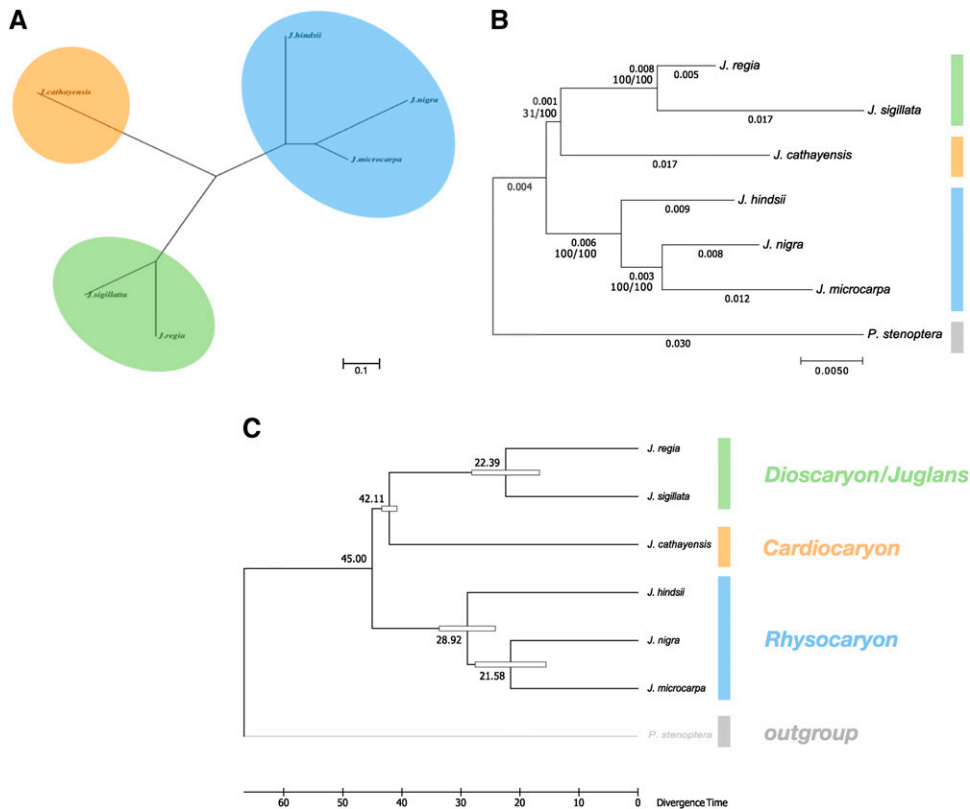 A
J.hindsii
J.cathayensis
J.nigra
J.microcarpa
J.sigillatta
J.regia
0.1
B
0.008
100/100
J. regia
0.005
0.001
31/100
J. sigillata
0.017
J. cathayensis
0.017
0.004
J. hindsii
0.009
0.006
100/100
J. nigra
0.008
0.003
100/100
J. microcarpa
0.012
P. stenoptera
0.030
0.0050
C
J. regia
22.39
Dioscaryon/Juglans
42.11
J. sigillata
J. cathayensis
Cardiocaryon
45.00
J. hindsii
28.92
J. nigra
Rhysocaryon
21.58
J. microcarpa
P. stenoptera
outgroup
60 50 40 30 20 10 0 Divergence Time